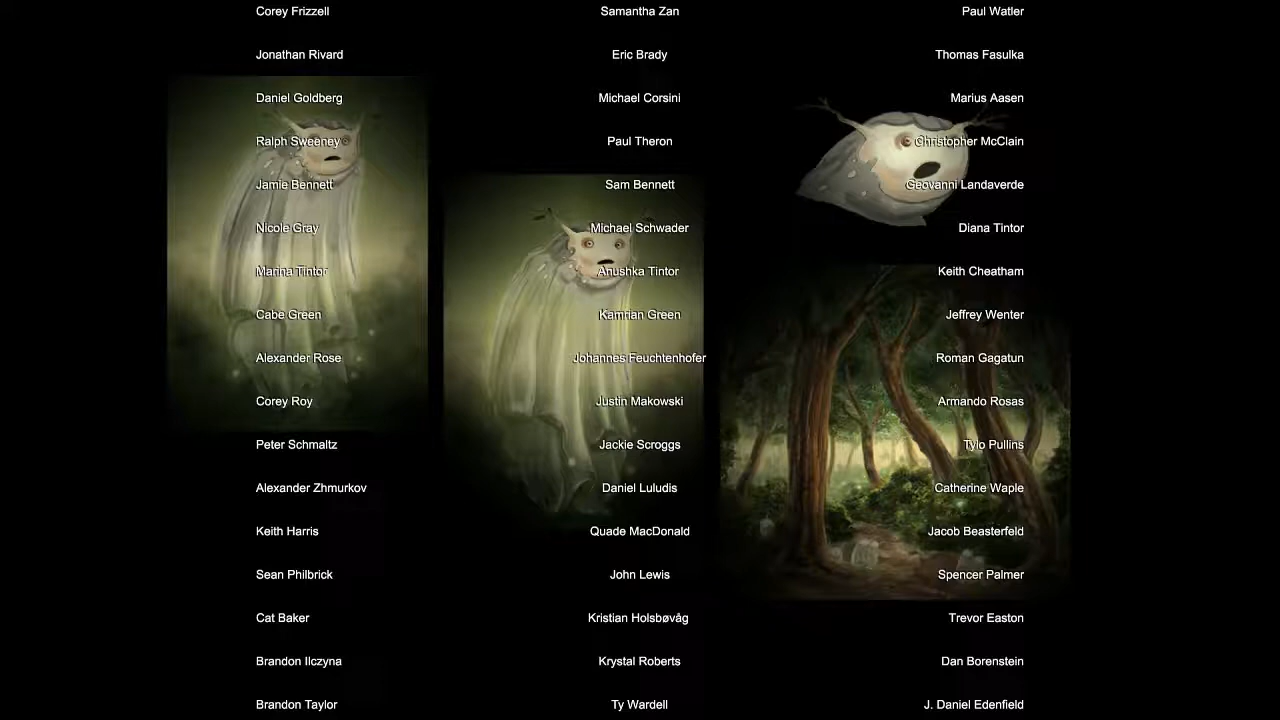 Corey Frizzell Samantha Zan Paul Watler
Jonathan Rivard Eric Brady Thomas Fasulka
Daniel Goldberg Michael Corsini Marius Aasen
Ralph Sweeney Paul Theron Christopher McClain
Jamie Bennett Sam Bennett Geovanni Landaverde
Nicole Gray Michael Schwader Diana Tintor
Marina Tintor Anushka Tintor Keith Cheatham
Cabe Green Kamrian Green Jeffrey Wenter
Alexander Rose Johannes Feuchtenhofer Roman Gagatun
Corey Roy Justin Makowski Armando Rosas
Peter Schmaltz Jackie Scroggs Tylo Pullins
Alexander Zhmurkov Daniel Luludis Catherine Waple
Keith Harris Quade MacDonald Jacob Beasterfeld
Sean Philbrick John Lewis Spencer Palmer
Cat Baker Kristian Holsbøvåg Trevor Easton
Brandon Ilczyna Krystal Roberts Dan Borenstein
Brandon Taylor Ty Wardell J. Daniel Edenfield